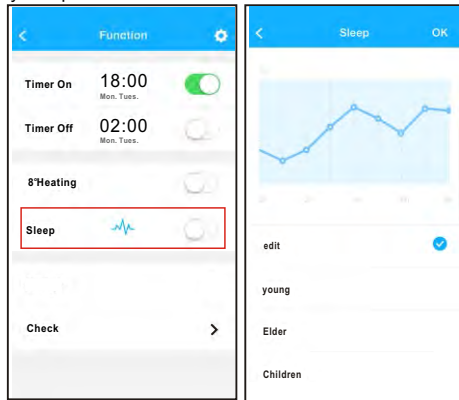 Function
Timer On 18:00
Mon. Tues.
Timer Off 02:00
Mon. Tues.
8°Heating
Sleep
Check
Sleep OK
edit
young
Elder
Children